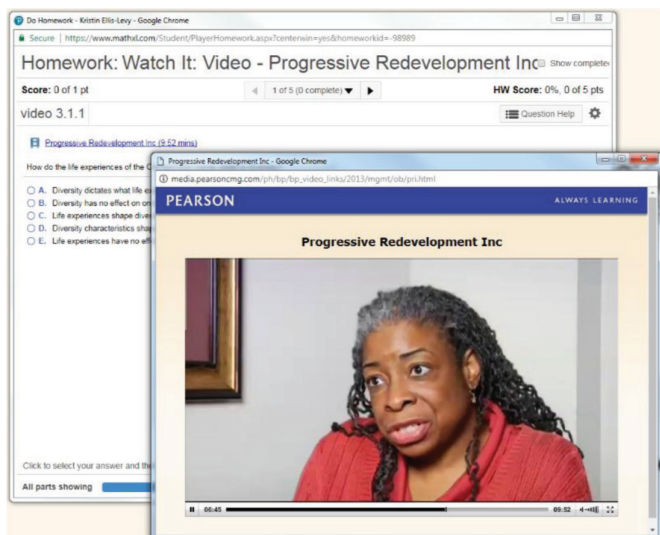 Do Homework - Kristin Ellis-Levy - Google Chrome
Secure | https://www.mathxl.com/Student/PlayerHomework.aspx?centerwin=yes&homeworkid=-98989
Homework: Watch It: Video - Progressive Redevelopment Inc
Show complete
Score: 0 of 1 pt
1 of 5 (0 complete)
HW Score: 0%, 0 of 5 pts
video 3.1.1
Question Help
Progressive Redevelopment Inc (9.52 mins)
How do the life experiences of the
A. Diversity dictates what life
B. Diversity has no effect on
C. Life experiences shape
D. Diversity characteristics
E. Life experiences have no
Click to select your answer and
All parts showing
Progressive Redevelopment Inc - Google Chrome
media.pearsoncmg.com/ph/bp/bp_video_links/2013/mgmt/ob/pri.html
PEARSON
ALWAYS LEARNING
Progressive Redevelopment Inc
06:45
09:52